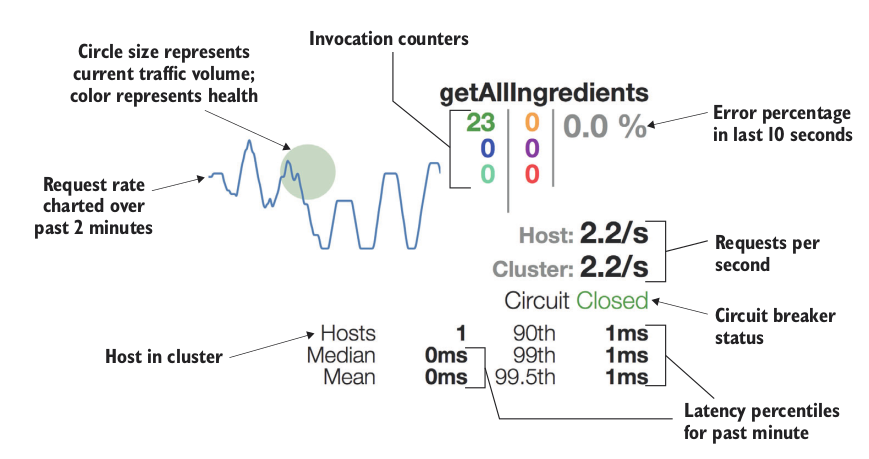 Circle size represents
current traffic volume;
color represents health
Invocation counters
getAllIngredients
23 0 0.0 %
0 0
0 0
Error percentage
in last 10 seconds
Request rate
charted over
past 2 minutes
Host: 2.2/s
Cluster: 2.2/s
Requests per
second
Circuit Closed
Circuit breaker
status
Host in cluster
Hosts 1 90th 1ms
Median 0ms 99th 1ms
Mean 0ms 99.5th 1ms
Latency percentiles
for past minute